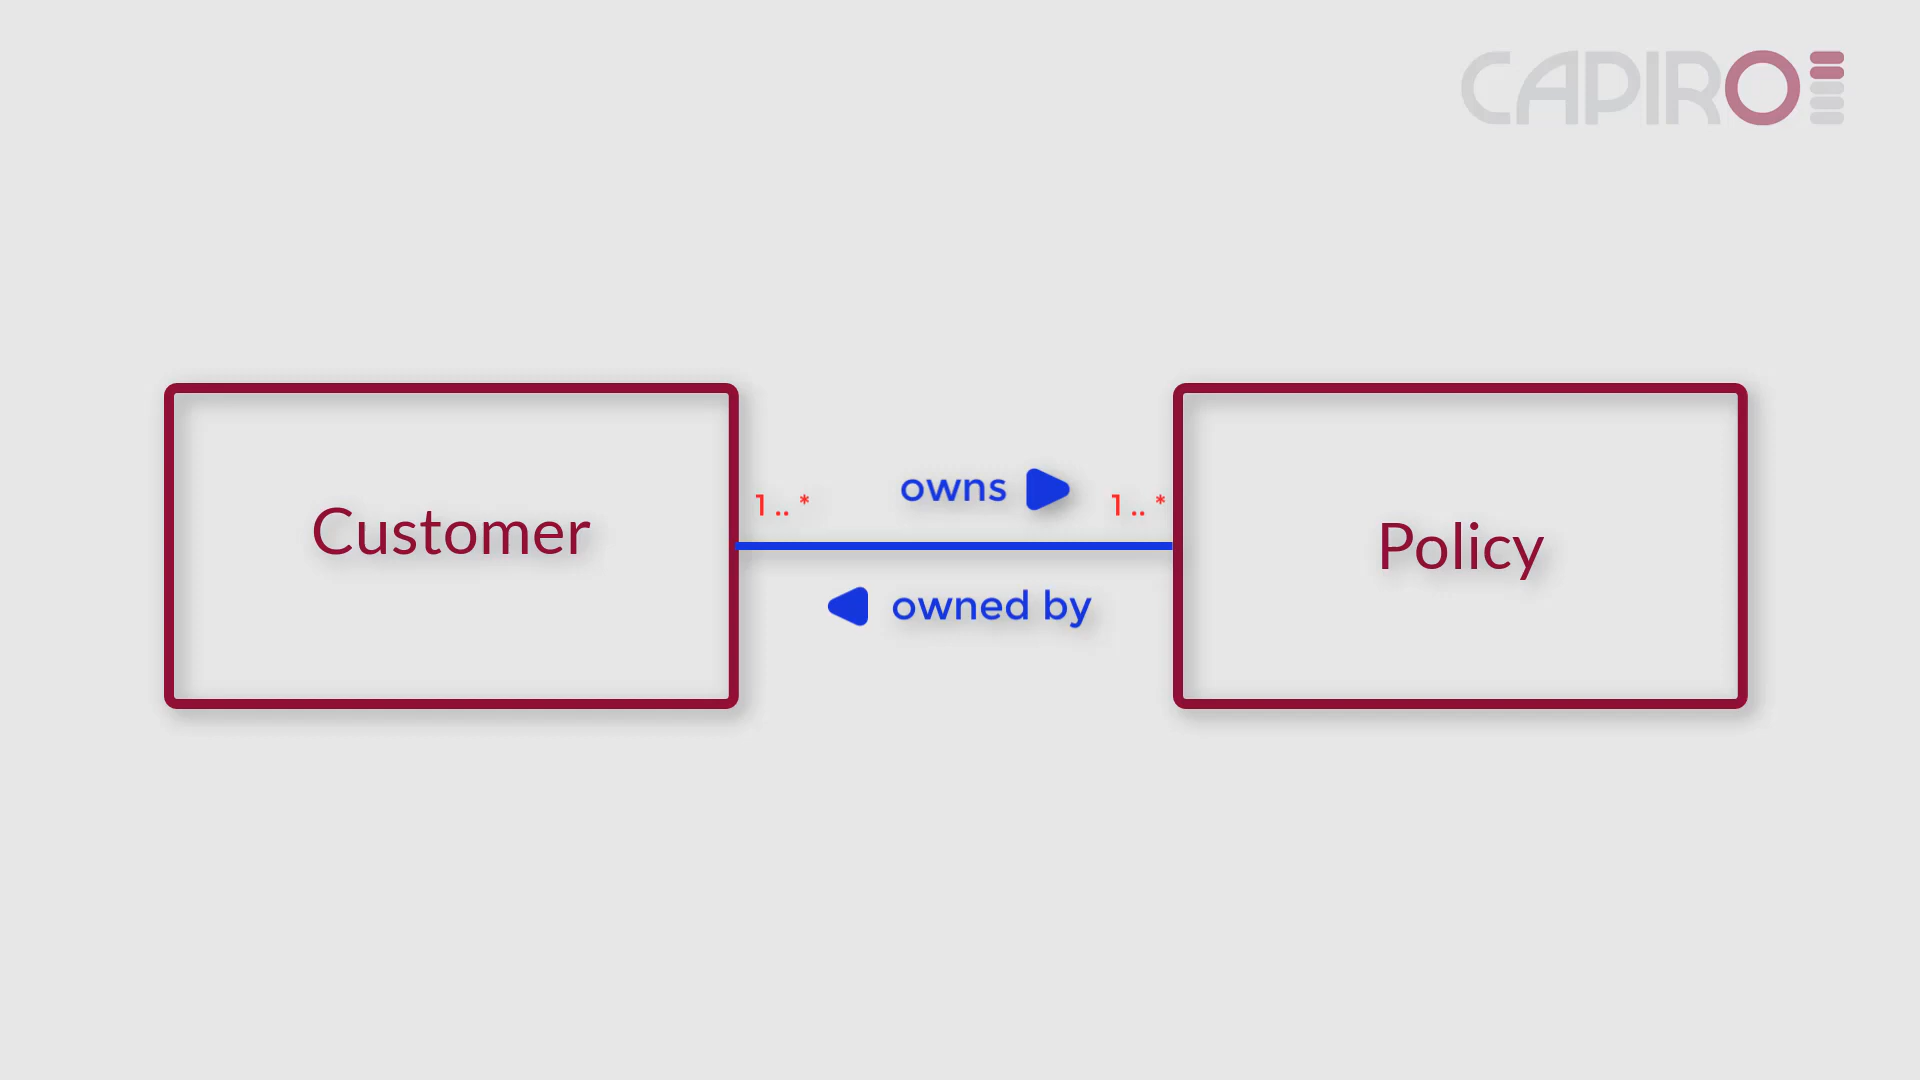 CAPIRO
owns
1 .. *
1 .. *
Customer
Policy
owned by